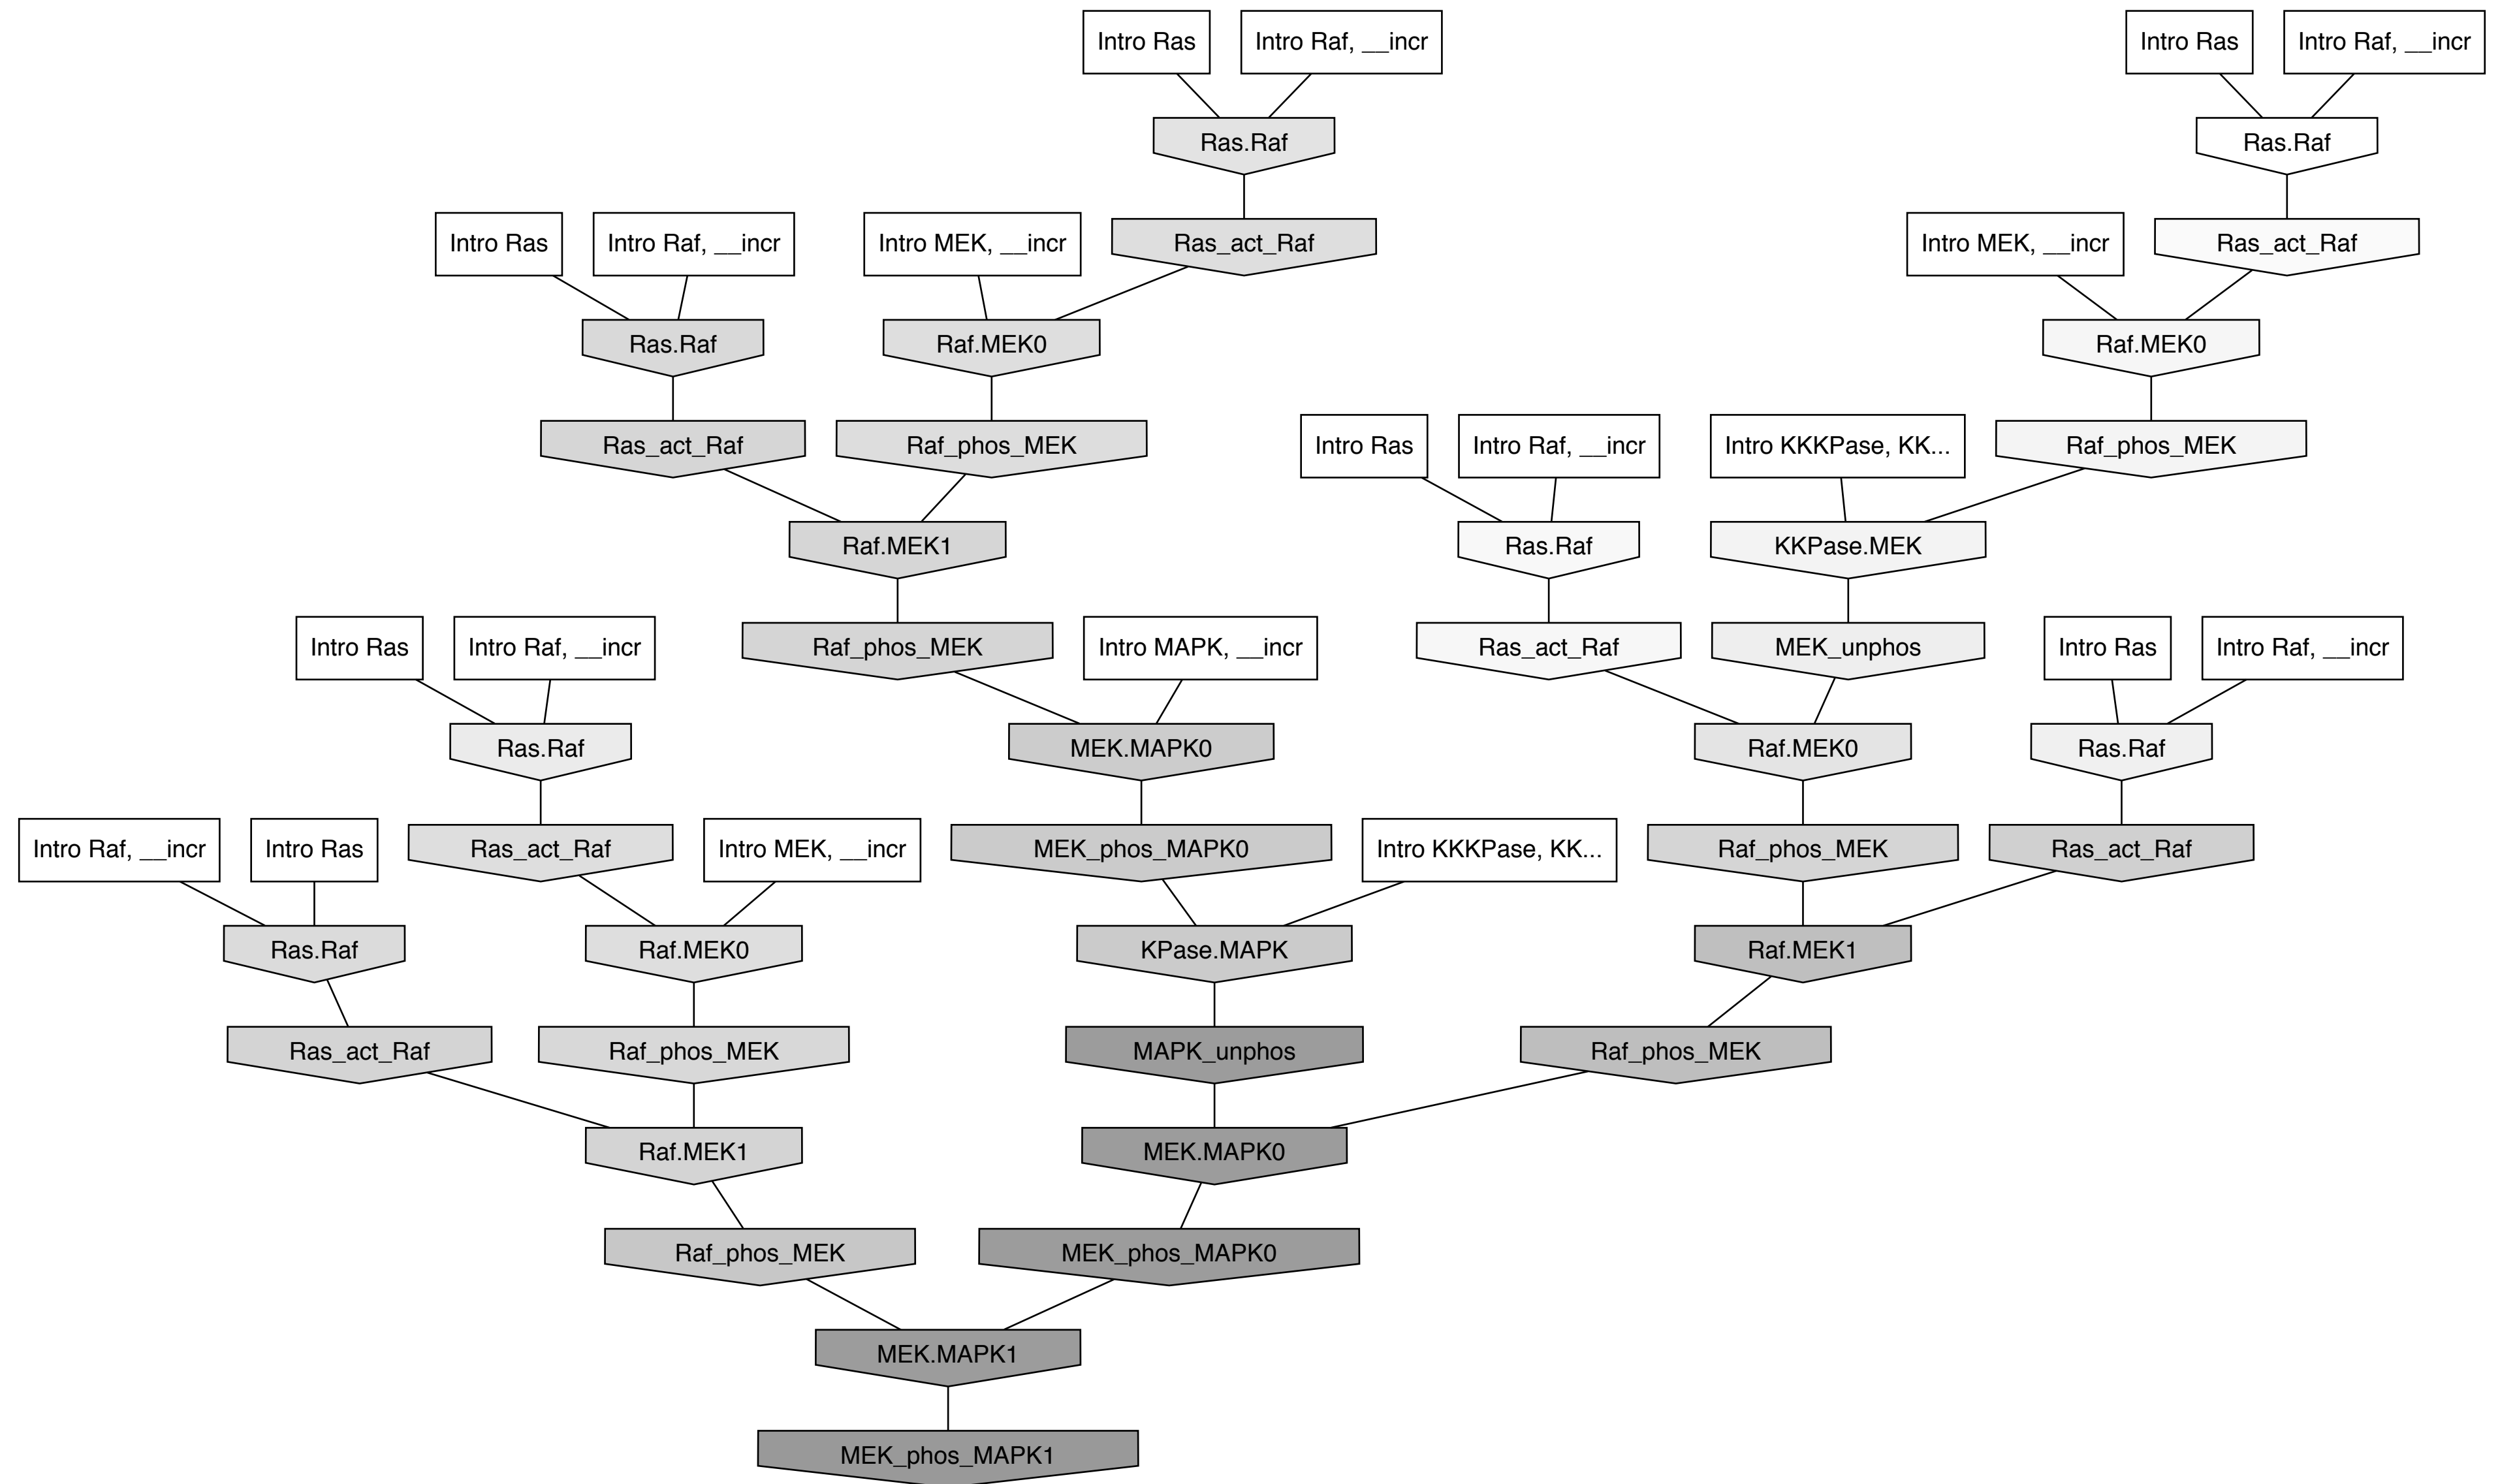 Intro Ras
Intro Raf, __incr
Intro Ras
Intro Raf, __incr
Ras.Raf
Ras.Raf
Intro Ras
Intro Raf, __incr
Intro MEK, __incr
Ras_act_Raf
Intro MEK, __incr
Ras_act_Raf
Ras.Raf
Raf.MEK0
Raf.MEK0
Ras_act_Raf
Raf_phos_MEK
Intro Ras
Intro Raf, __incr
Intro KKKPase, KK...
Raf_phos_MEK
Raf.MEK1
Ras.Raf
KKPase.MEK
Intro Ras
Intro Raf, __incr
Raf_phos_MEK
Intro MAPK, __incr
Ras_act_Raf
MEK_unphos
Intro Ras
Intro Raf, __incr
Ras.Raf
MEK.MAPK0
Raf.MEK0
Ras.Raf
Intro Raf, __incr
Intro Ras
Ras_act_Raf
Intro MEK, __incr
MEK_phos_MAPK0
Intro KKKPase, KK...
Raf_phos_MEK
Ras_act_Raf
Ras.Raf
Raf.MEK0
KPase.MAPK
Raf.MEK1
Ras_act_Raf
Raf_phos_MEK
MAPK_unphos
Raf_phos_MEK
Raf.MEK1
MEK.MAPK0
Raf_phos_MEK
MEK_phos_MAPK0
MEK.MAPK1
MEK_phos_MAPK1